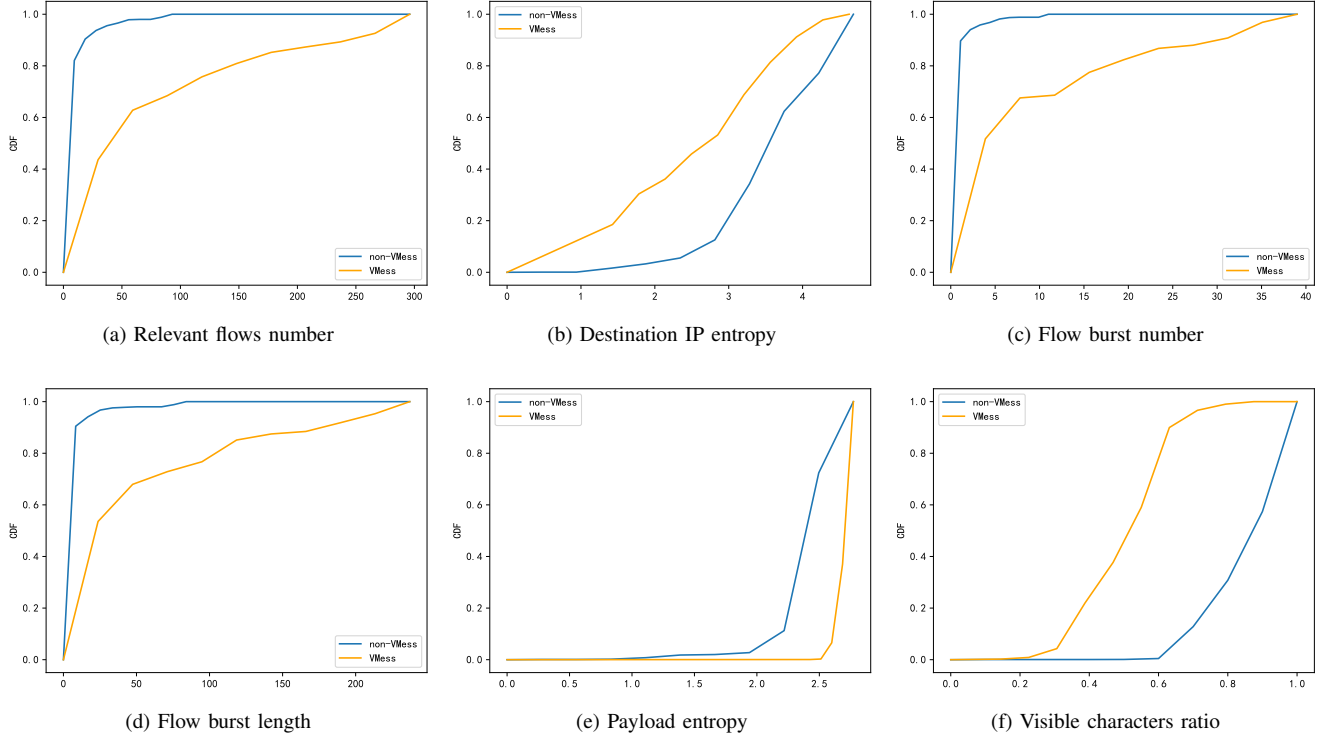 1.0
0.8
0.6
0.4
0.2
0.0
CDF
0 50 100 150 200 250 300
non-VMess
VMess
(a) Relevant flows number
1.0
0.8
0.6
0.4
0.2
0.0
CDF
0 1 2 3 4
non-VMess
VMess
(b) Destination IP entropy
1.0
0.8
0.6
0.4
0.2
0.0
CDF
0 5 10 15 20 25 30 35 40
non-VMess
VMess
(c) Flow burst number
1.0
0.8
0.6
0.4
0.2
0.0
CDF
0 50 100 150 200
non-VMess
VMess
(d) Flow burst length
1.0
0.8
0.6
0.4
0.2
0.0
CDF
0.0 0.5 1.0 1.5 2.0 2.5
non-VMess
VMess
(e) Payload entropy
1.0
0.8
0.6
0.4
0.2
0.0
CDF
0.0 0.2 0.4 0.6 0.8 1.0
non-VMess
VMess
(f) Visible characters ratio